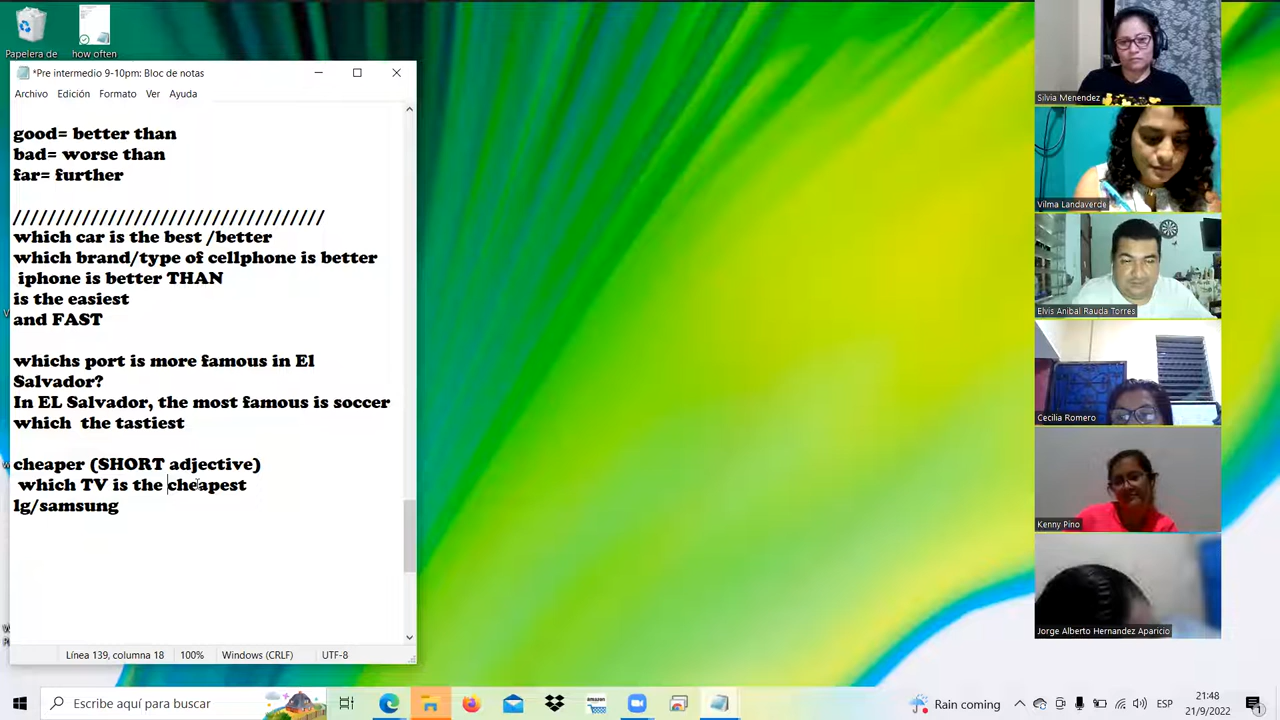 Papelera de
how often
*Pre intermedio 9-10pm: Bloc de notas
Archivo Edición Formato Ver Ayuda
good= better than
bad= worse than
far= further
///////////////////////////////////
which car is the best /better
which brand/type of cellphone is better
iphone is better THAN
is the easiest
and FAST
whichs port is more famous in El
Salvador?
In EL Salvador, the most famous is soccer
which the tastiest
cheaper (SHORT adjective)
which TV is the cheapest
lg/samsung
Línea 139, columna 18 100% Windows (CRLF) UTF-8
Silvia Menendez
Vilma Landaverde
Elvis Anibal Rauda Torres
Cecilia Romero
Kenny Pino
Jorge Alberto Hernandez Aparicio
Escribe aquí para buscar
amazon
Rain coming
ESP
21:48
21/9/2022
1